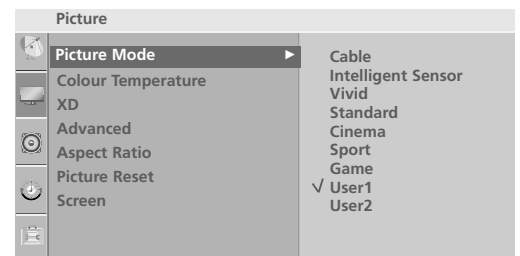 Picture
Picture Mode ►
Colour Temperature
XD
Advanced
Aspect Ratio
Picture Reset
Screen
Cable
Intelligent Sensor
Vivid
Standard
Cinema
Sport
Game
√ User1
User2